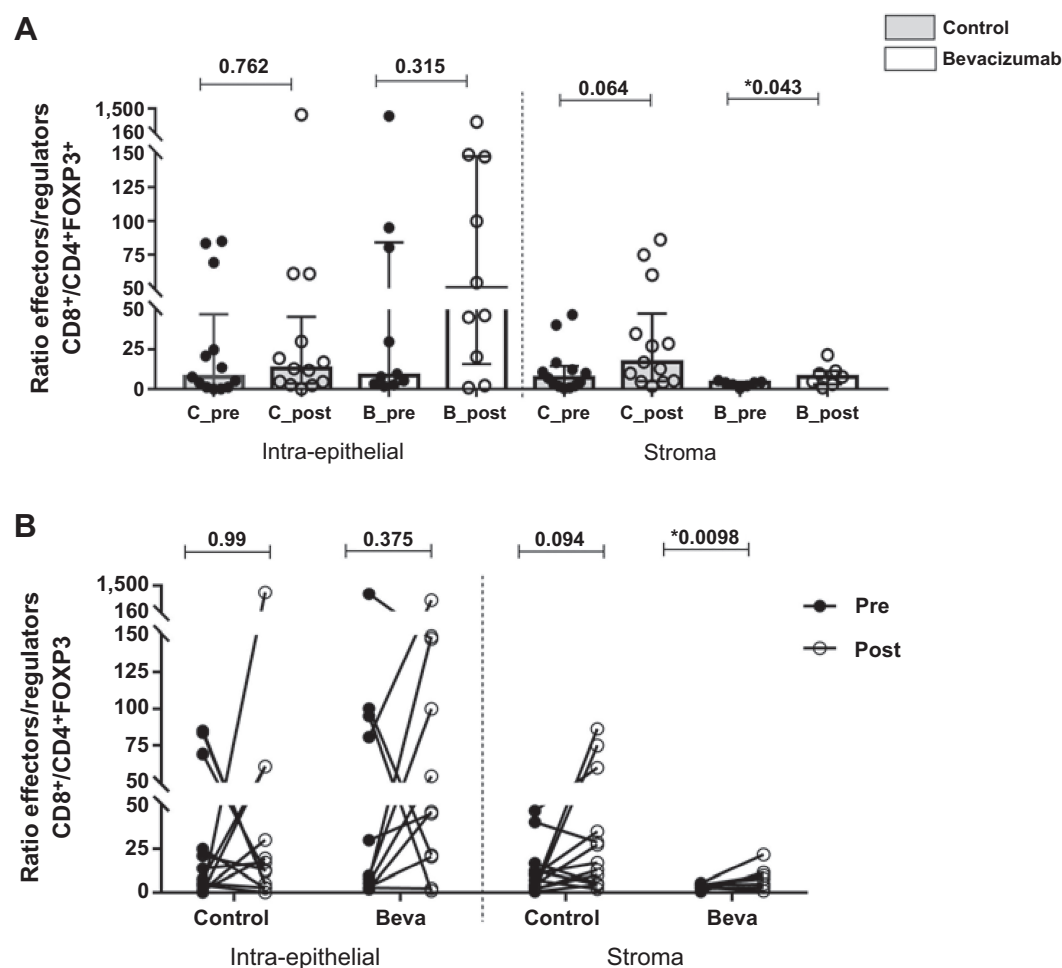 A
Control
Bevacizumab
0.762
0.315
0.064
*0.043
Ratio effectors/regulators
CD8⁺/CD4⁺FOXP3⁺
1,500
160
150
125
100
75
50
50
25
0
C_pre
C_post
B_pre
B_post
C_pre
C_post
B_pre
B_post
Intra-epithelial
Stroma
B
0.99
0.375
0.094
*0.0098
Ratio effectors/regulators
CD8⁺/CD4⁺FOXP3
1,500
160
150
125
100
75
50
50
25
0
Pre
Post
Control
Beva
Control
Beva
Intra-epithelial
Stroma